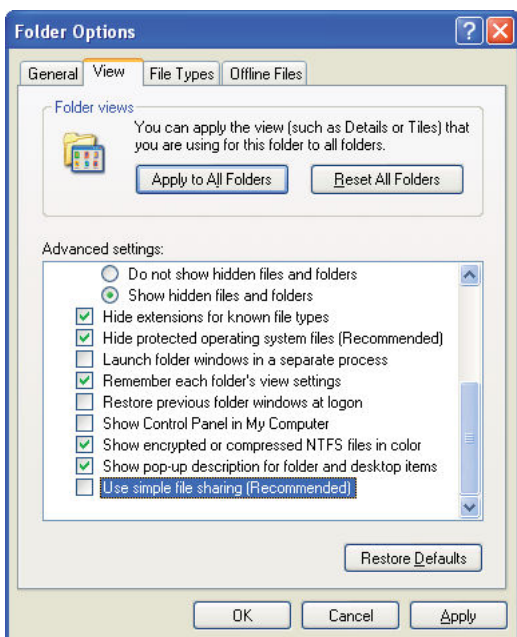 Folder Options
General View File Types Offline Files
Folder views
You can apply the view (such as Details or Tiles) that
you are using for this folder to all folders.
Apply to All Folders Reset All Folders
Advanced settings:
Do not show hidden files and folders
Show hidden files and folders
Hide extensions for known file types
Hide protected operating system files (Recommended)
Launch folder windows in a separate process
Remember each folder's view settings
Restore previous folder windows at logon
Show Control Panel in My Computer
Show encrypted or compressed NTFS files in color
Show pop-up description for folder and desktop items
Use simple file sharing (Recommended)
Restore Defaults
OK Cancel Apply